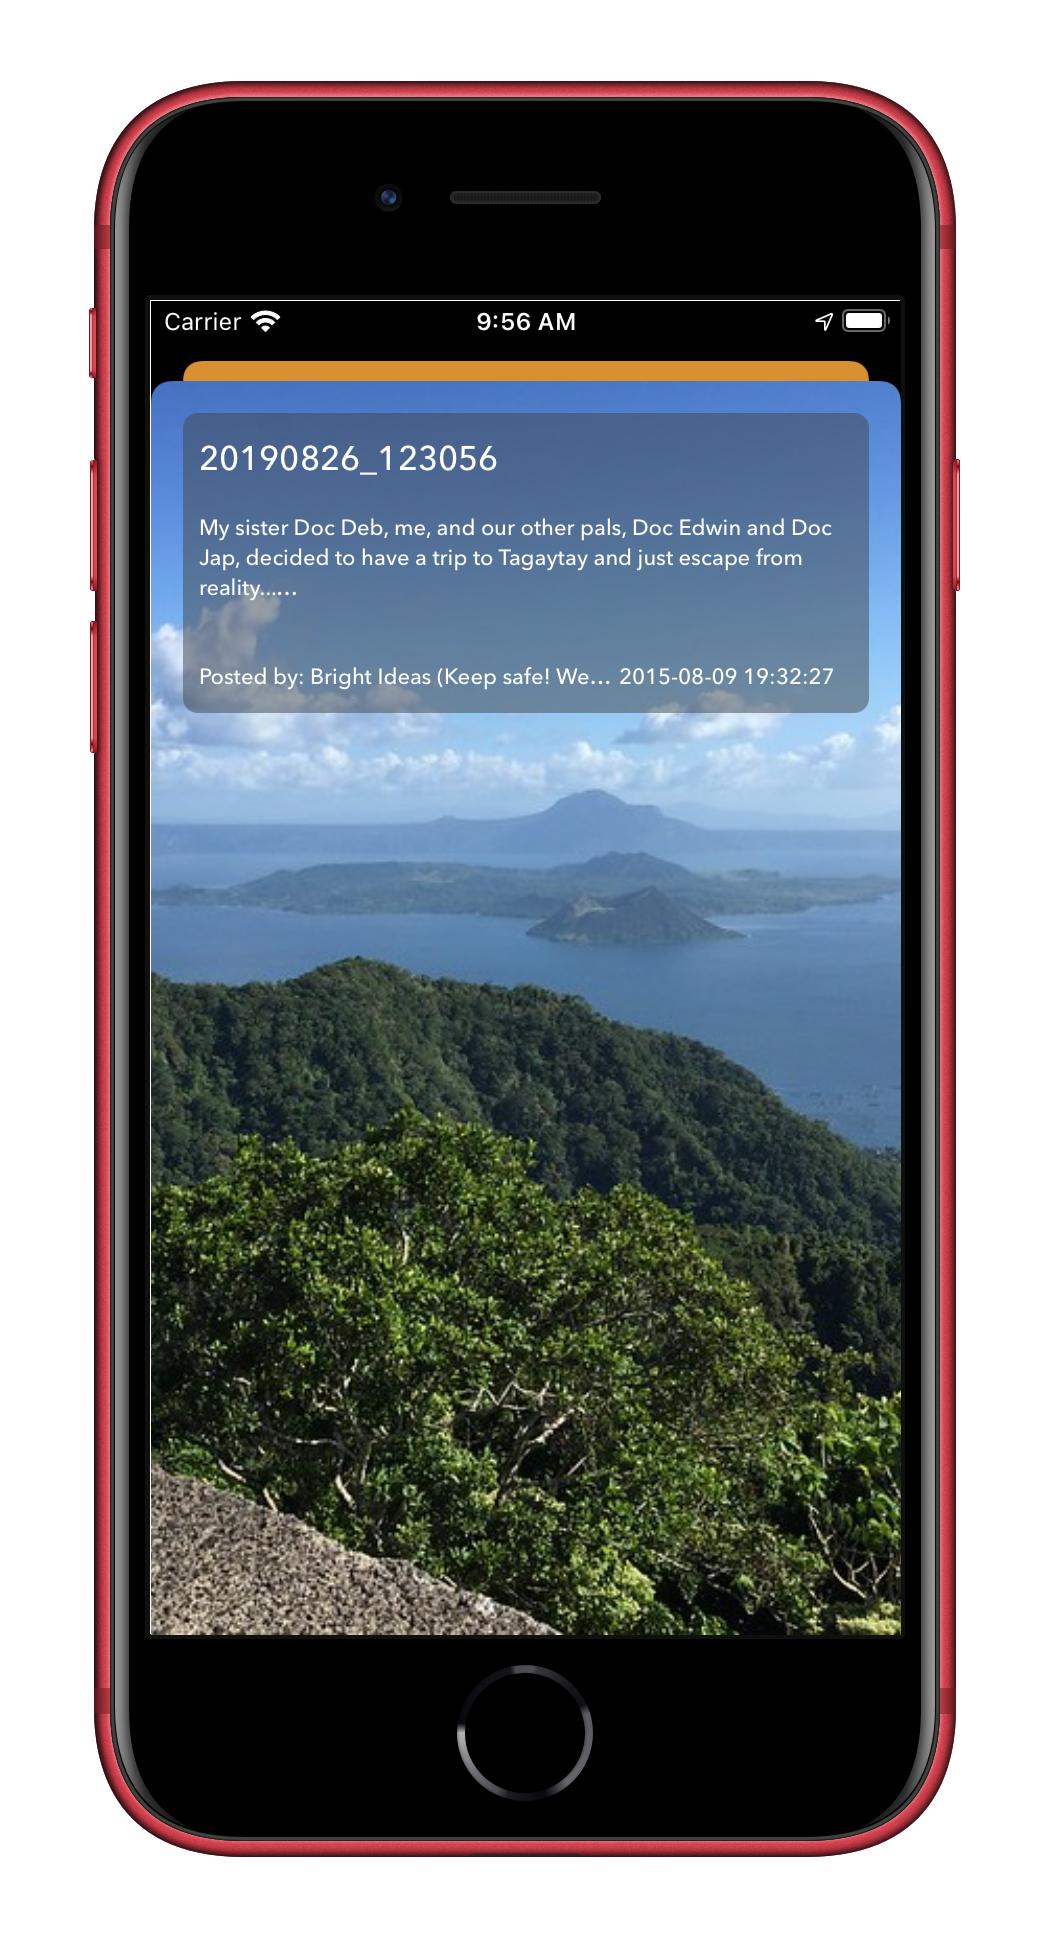 Carrier 9:56 AM
20190826_123056
My sister Doc Deb, me, and our other pals, Doc Edwin and Doc
Jap, decided to have a trip to Tagaytay and just escape from
reality...…
Posted by: Bright Ideas (Keep safe! We… 2015-08-09 19:32:27